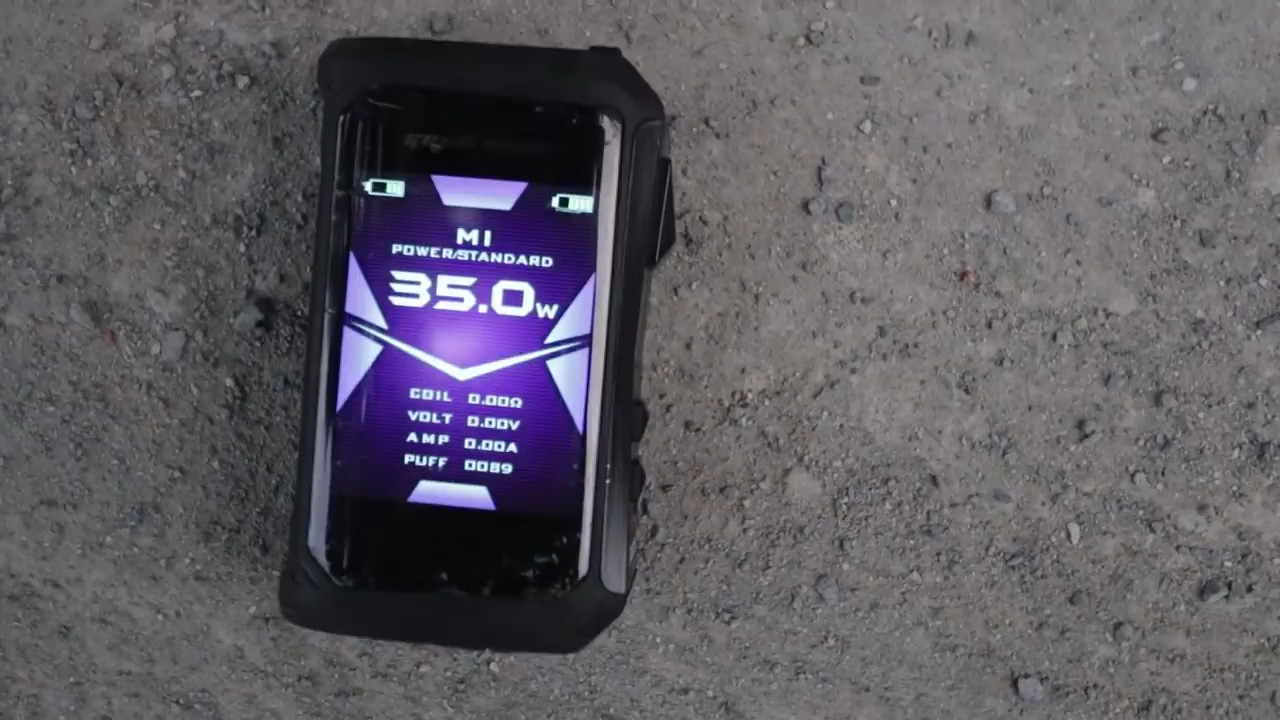 M1
POWER/STANDARD
35.0W
COIL 0.00Ω
VOLT 0.00V
AMP 0.00A
PUFF 0089